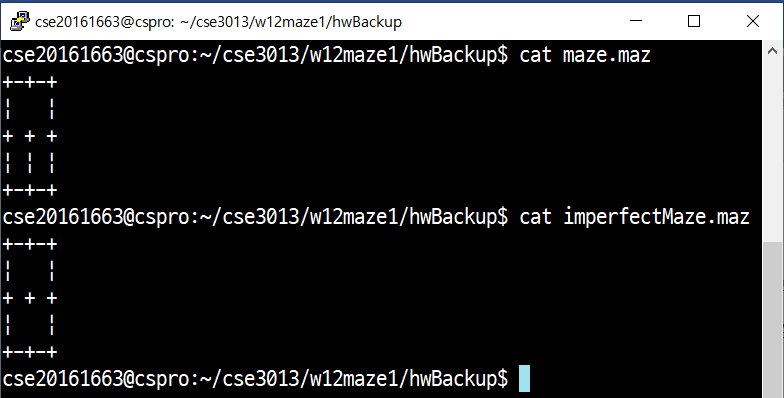 cse20161663@cspro: ~/cse3013/w12maze1/hwBackup
cse20161663@cspro:~/cse3013/w12maze1/hwBackup$ cat maze.maz
+-+-+
¦   ¦
+ + +
¦ ¦ ¦
+-+-+
cse20161663@cspro:~/cse3013/w12maze1/hwBackup$ cat imperfectMaze.maz
+-+-+
¦   ¦
+ + +
¦   ¦
+-+-+
cse20161663@cspro:~/cse3013/w12maze1/hwBackup$